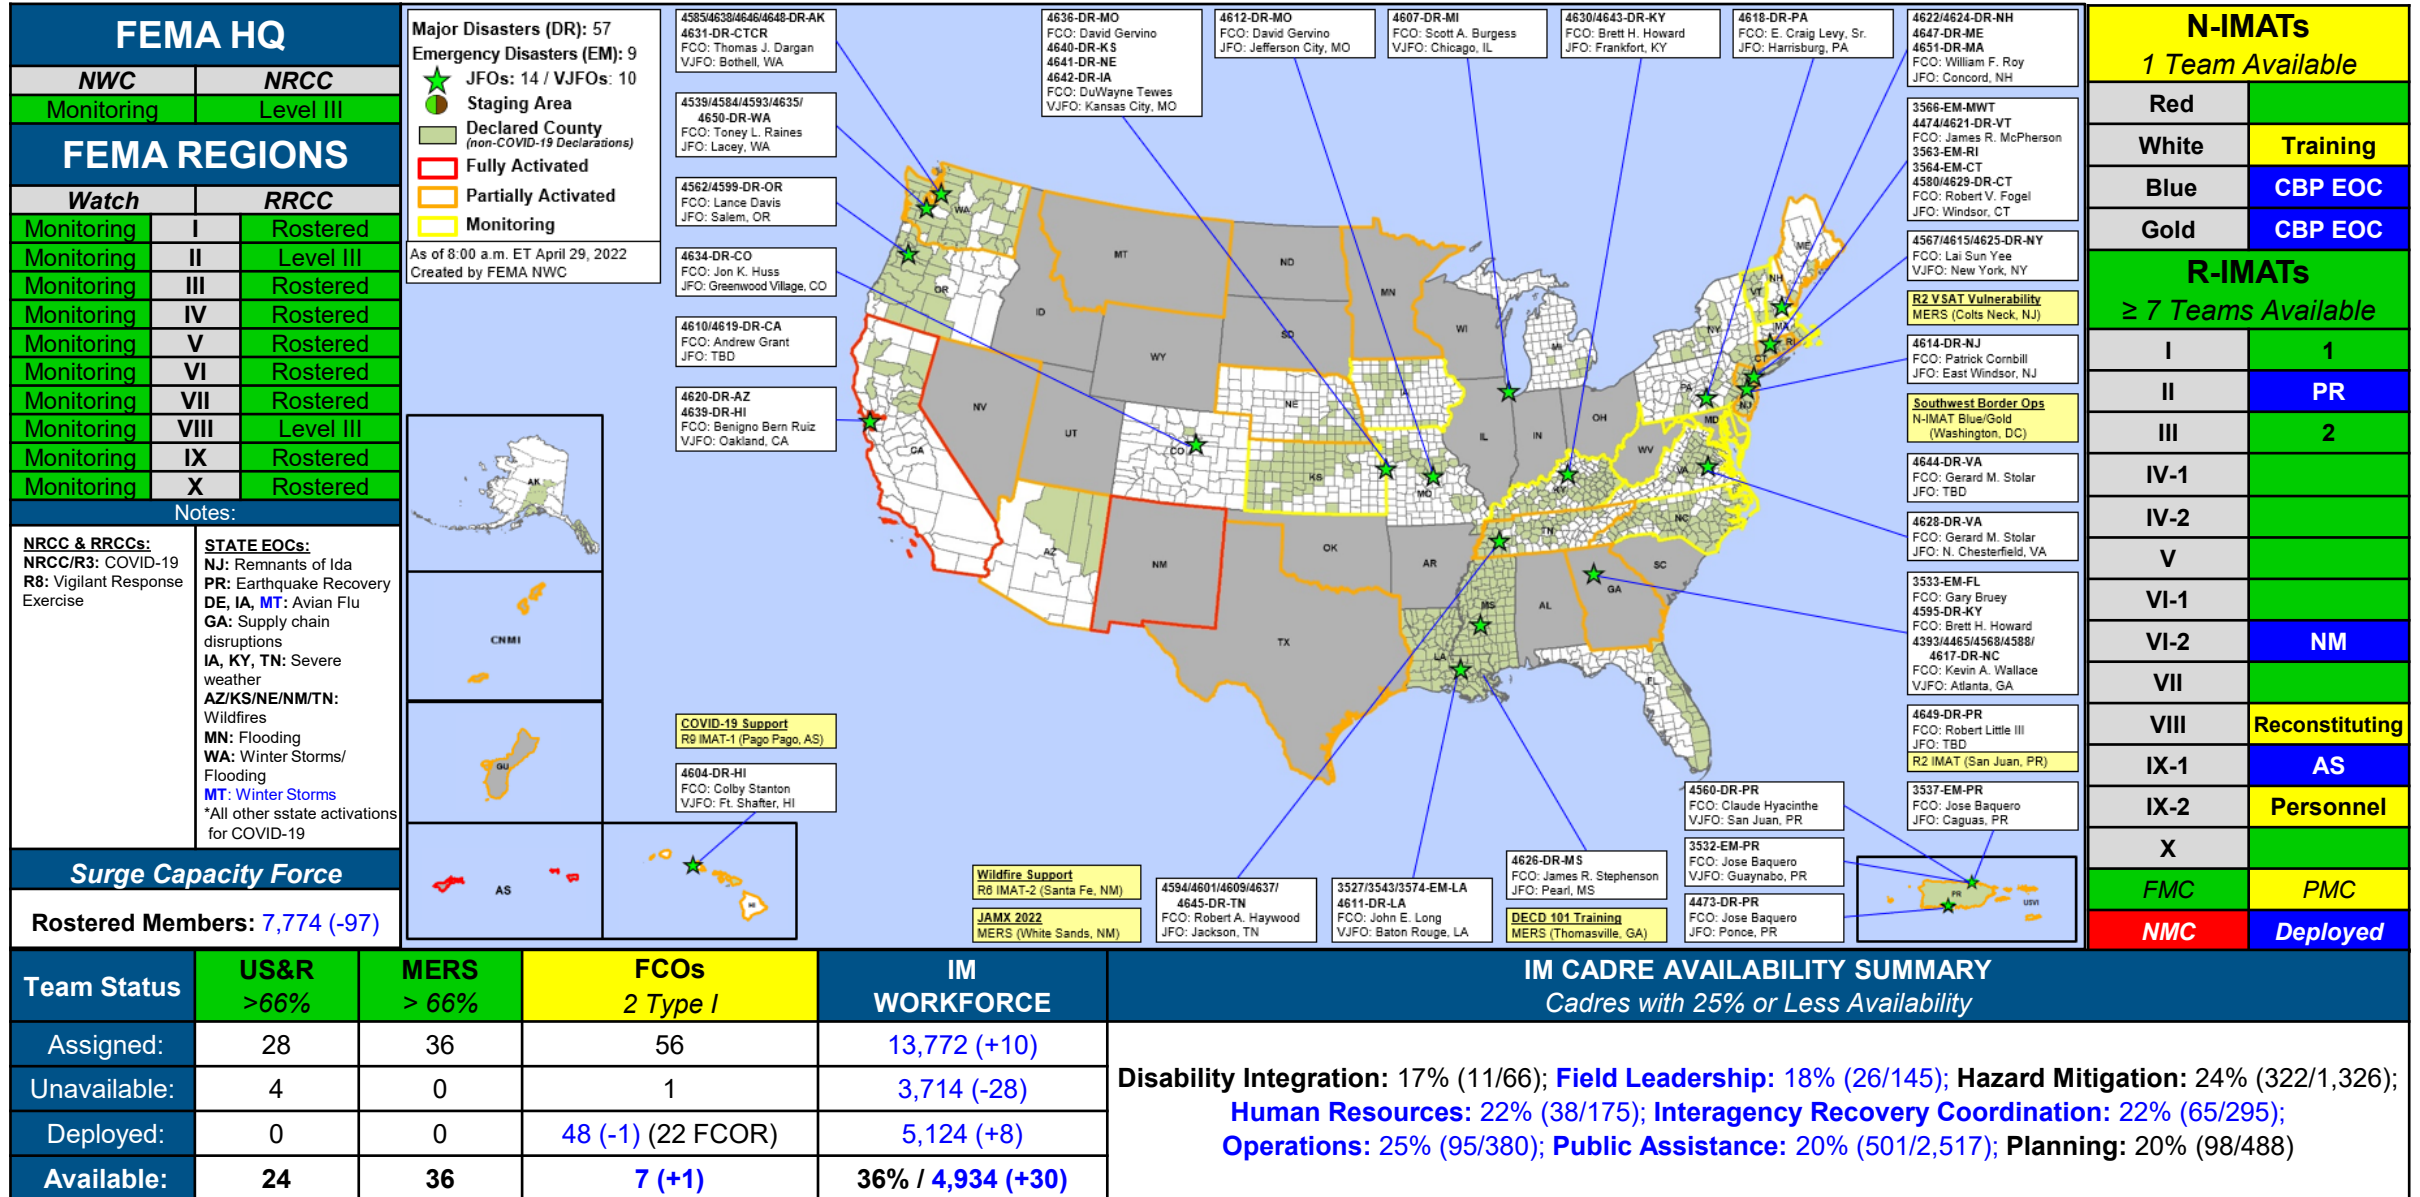 FEMA HQ
NWC NRCC
Monitoring Level III
FEMA REGIONS
Watch RRCC
Monitoring I Rostered
Monitoring II Level III
Monitoring III Rostered
Monitoring IV Rostered
Monitoring V Rostered
Monitoring VI Rostered
Monitoring VII Rostered
Monitoring VIII Level III
Monitoring IX Rostered
Monitoring X Rostered
Notes:
NRCC & RRCCs:
NRCC/R3: COVID-19
R8: Vigilant Response
Exercise
STATE EOCs:
NJ: Remnants of Ida
PR: Earthquake Recovery
DE, IA, MT: Avian Flu
GA: Supply chain
disruptions
IA, KY, TN: Severe
weather
AZ/KS/NE/NM/TN:
Wildfires
MN: Flooding
WA: Winter Storms/
Flooding
MT: Winter Storms
*All other sstate activations
for COVID-19
Surge Capacity Force
Rostered Members: 7,774 (-97)
Major Disasters (DR): 57
Emergency Disasters (EM): 9
JFOs: 14 / VJFOs: 10
Staging Area
Declared County
(non-COVID-19 Declarations)
Fully Activated
Partially Activated
Monitoring
As of 8:00 a.m. ET April 29, 2022
Created by FEMA NWC
4585/4638/4646/4648-DR-AK
4631-DR-CTCR
FCO: Thomas J. Dargan
VJFO: Bothell, WA
4539/4584/4593/4635/
4650-DR-WA
FCO: Toney L. Raines
JFO: Lacey, WA
4562/4599-DR-OR
FCO: Lance Davis
JFO: Salem, OR
4634-DR-CO
FCO: Jon K. Huss
JFO: Greenwood Village, CO
4610/4619-DR-CA
FCO: Andrew Grant
JFO: TBD
4620-DR-AZ
4639-DR-HI
FCO: Benigno Bern Ruiz
VJFO: Oakland, CA
COVID-19 Support
R9 IMAT-1 (Pago Pago, AS)
4604-DR-HI
FCO: Colby Stanton
VJFO: Ft. Shafter, HI
4636-DR-MO
FCO: David Gervino
4640-DR-KS
4641-DR-NE
4642-DR-IA
FCO: DuWayne Tewes
VJFO: Kansas City, MO
4612-DR-MO
FCO: David Gervino
JFO: Jefferson City, MO
4607-DR-MI
FCO: Scott A. Burgess
VJFO: Chicago, IL
4630/4643-DR-KY
FCO: Brett H. Howard
JFO: Frankfort, KY
4618-DR-PA
FCO: E. Craig Levy, Sr.
JFO: Harrisburg, PA
4622/4624-DR-NH
4647-DR-ME
4651-DR-MA
FCO: William F. Roy
JFO: Concord, NH
3566-EM-MWT
4474/4621-DR-VT
FCO: James R. McPherson
3563-EM-RI
3564-EM-CT
4580/4629-DR-CT
FCO: Robert V. Fogel
JFO: Windsor, CT
4567/4615/4625-DR-NY
FCO: Lai Sun Yee
VJFO: New York, NY
R2 VSAT Vulnerability
MERS (Colts Neck, NJ)
4614-DR-NJ
FCO: Patrick Cornbill
JFO: East Windsor, NJ
Southwest Border Ops
N-IMAT Blue/Gold
(Washington, DC)
4644-DR-VA
FCO: Gerard M. Stolar
JFO: TBD
4628-DR-VA
FCO: Gerard M. Stolar
JFO: N. Chesterfield, VA
3533-EM-FL
FCO: Gary Bruey
4595-DR-KY
FCO: Brett H. Howard
4393/4465/4568/4588/
4617-DR-NC
FCO: Kevin A. Wallace
VJFO: Atlanta, GA
4649-DR-PR
FCO: Robert Little III
JFO: TBD
R2 IMAT (San Juan, PR)
4560-DR-PR
FCO: Claude Hyacinthe
VJFO: San Juan, PR
3537-EM-PR
FCO: Jose Baquero
JFO: Caguas, PR
3532-EM-PR
FCO: Jose Baquero
VJFO: Guaynabo, PR
4473-DR-PR
FCO: Jose Baquero
JFO: Ponce, PR
Wildfire Support
R6 IMAT-2 (Santa Fe, NM)
JAMX 2022
MERS (White Sands, NM)
4594/4601/4609/4637/
4645-DR-TN
FCO: Robert A. Haywood
JFO: Jackson, TN
3527/3543/3574-EM-LA
4611-DR-LA
FCO: John E. Long
VJFO: Baton Rouge, LA
4626-DR-MS
FCO: James R. Stephenson
JFO: Pearl, MS
DECD 101 Training
MERS (Thomasville, GA)
WA
MT
ND
MN
ME
OR
ID
SD
WI
MI
NY
VT
NH
MA
RI
CT
WY
NE
IA
PA
NJ
NV
UT
CO
KS
MO
IL
IN
OH
WV
MD
VA
KY
CA
AZ
NM
OK
AR
TN
NC
SC
TX
LA
MS
AL
GA
FL
AK
CNMI
GU
AS
HI
PR
USVI
N-IMATs
1 Team Available
Red
White Training
Blue CBP EOC
Gold CBP EOC
R-IMATs
≥ 7 Teams Available
I 1
II PR
III 2
IV-1
IV-2
V
VI-1
VI-2 NM
VII
VIII Reconstituting
IX-1 AS
IX-2 Personnel
X
FMC PMC
NMC Deployed
Team Status
US&R
>66%
MERS
> 66%
FCOs
2 Type I
IM
WORKFORCE
IM CADRE AVAILABILITY SUMMARY
Cadres with 25% or Less Availability
Assigned: 28 36 56 13,772 (+10)
Unavailable: 4 0 1 3,714 (-28)
Deployed: 0 0 48 (-1) (22 FCOR) 5,124 (+8)
Available: 24 36 7 (+1) 36% / 4,934 (+30)
Disability Integration: 17% (11/66); Field Leadership: 18% (26/145); Hazard Mitigation: 24% (322/1,326);
Human Resources: 22% (38/175); Interagency Recovery Coordination: 22% (65/295);
Operations: 25% (95/380); Public Assistance: 20% (501/2,517); Planning: 20% (98/488)